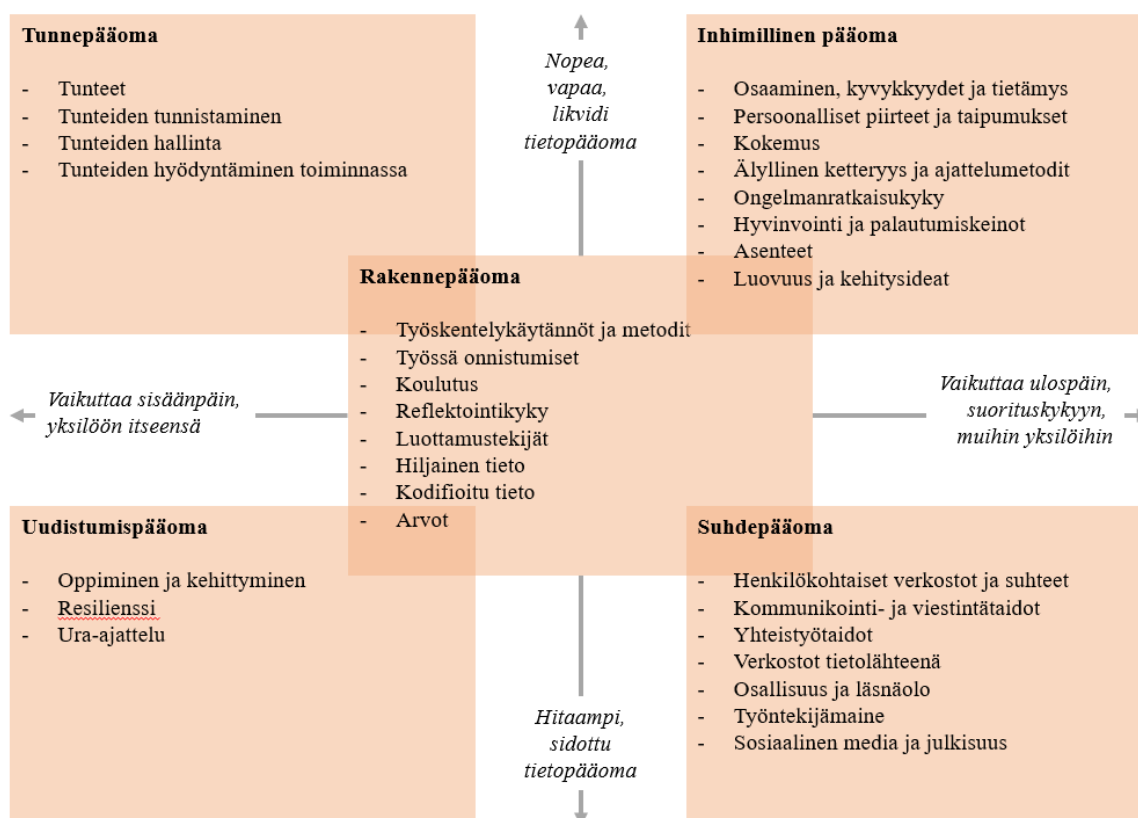 Tunnepääoma
- Tunteet
- Tunteiden tunnistaminen
- Tunteiden hallinta
- Tunteiden hyödyntäminen toiminnassa
Nopea,
vapaa,
likvidi
tietopääoma
Inhimillinen pääoma
- Osaaminen, kyvykkyydet ja tietämys
- Persoonalliset piirteet ja taipumukset
- Kokemus
- Älyllinen ketteryys ja ajattelumetodit
- Ongelmanratkaisukyky
- Hyvinvointi ja palautumiskeinot
- Asenteet
- Luovuus ja kehitysideat
Rakennepääoma
- Työskentelykäytännöt ja metodit
- Työssä onnistumiset
- Koulutus
- Reflektointikyky
- Luottamustekijät
- Hiljainen tieto
- Kodifioitu tieto
- Arvot
Vaikuttaa sisäänpäin,
yksilöön itseensä
Vaikuttaa ulospäin,
suorituskykyyn,
muihin yksilöihin
Uudistumispääoma
- Oppiminen ja kehittyminen
- Resilienssi
- Ura-ajattelu
Hitaampi,
sidottu
tietopääoma
Suhdepääoma
- Henkilökohtaiset verkostot ja suhteet
- Kommunikointi- ja viestintätaidot
- Yhteistyötaidot
- Verkostot tietolähteenä
- Osallisuus ja läsnäolo
- Työntekijämaine
- Sosiaalinen media ja julkisuus